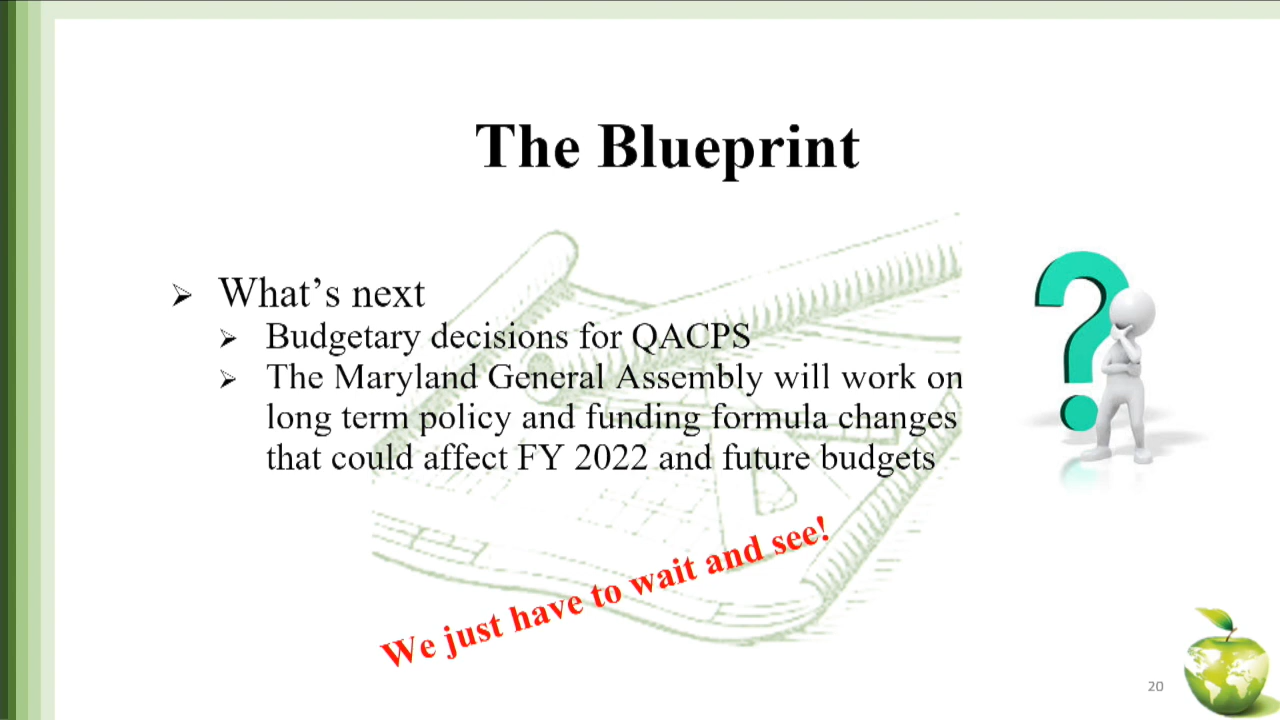 The Blueprint
What's next
Budgetary decisions for QACPS
The Maryland General Assembly will work on
long term policy and funding formula changes
that could affect FY 2022 and future budgets
We just have to wait and see!
20